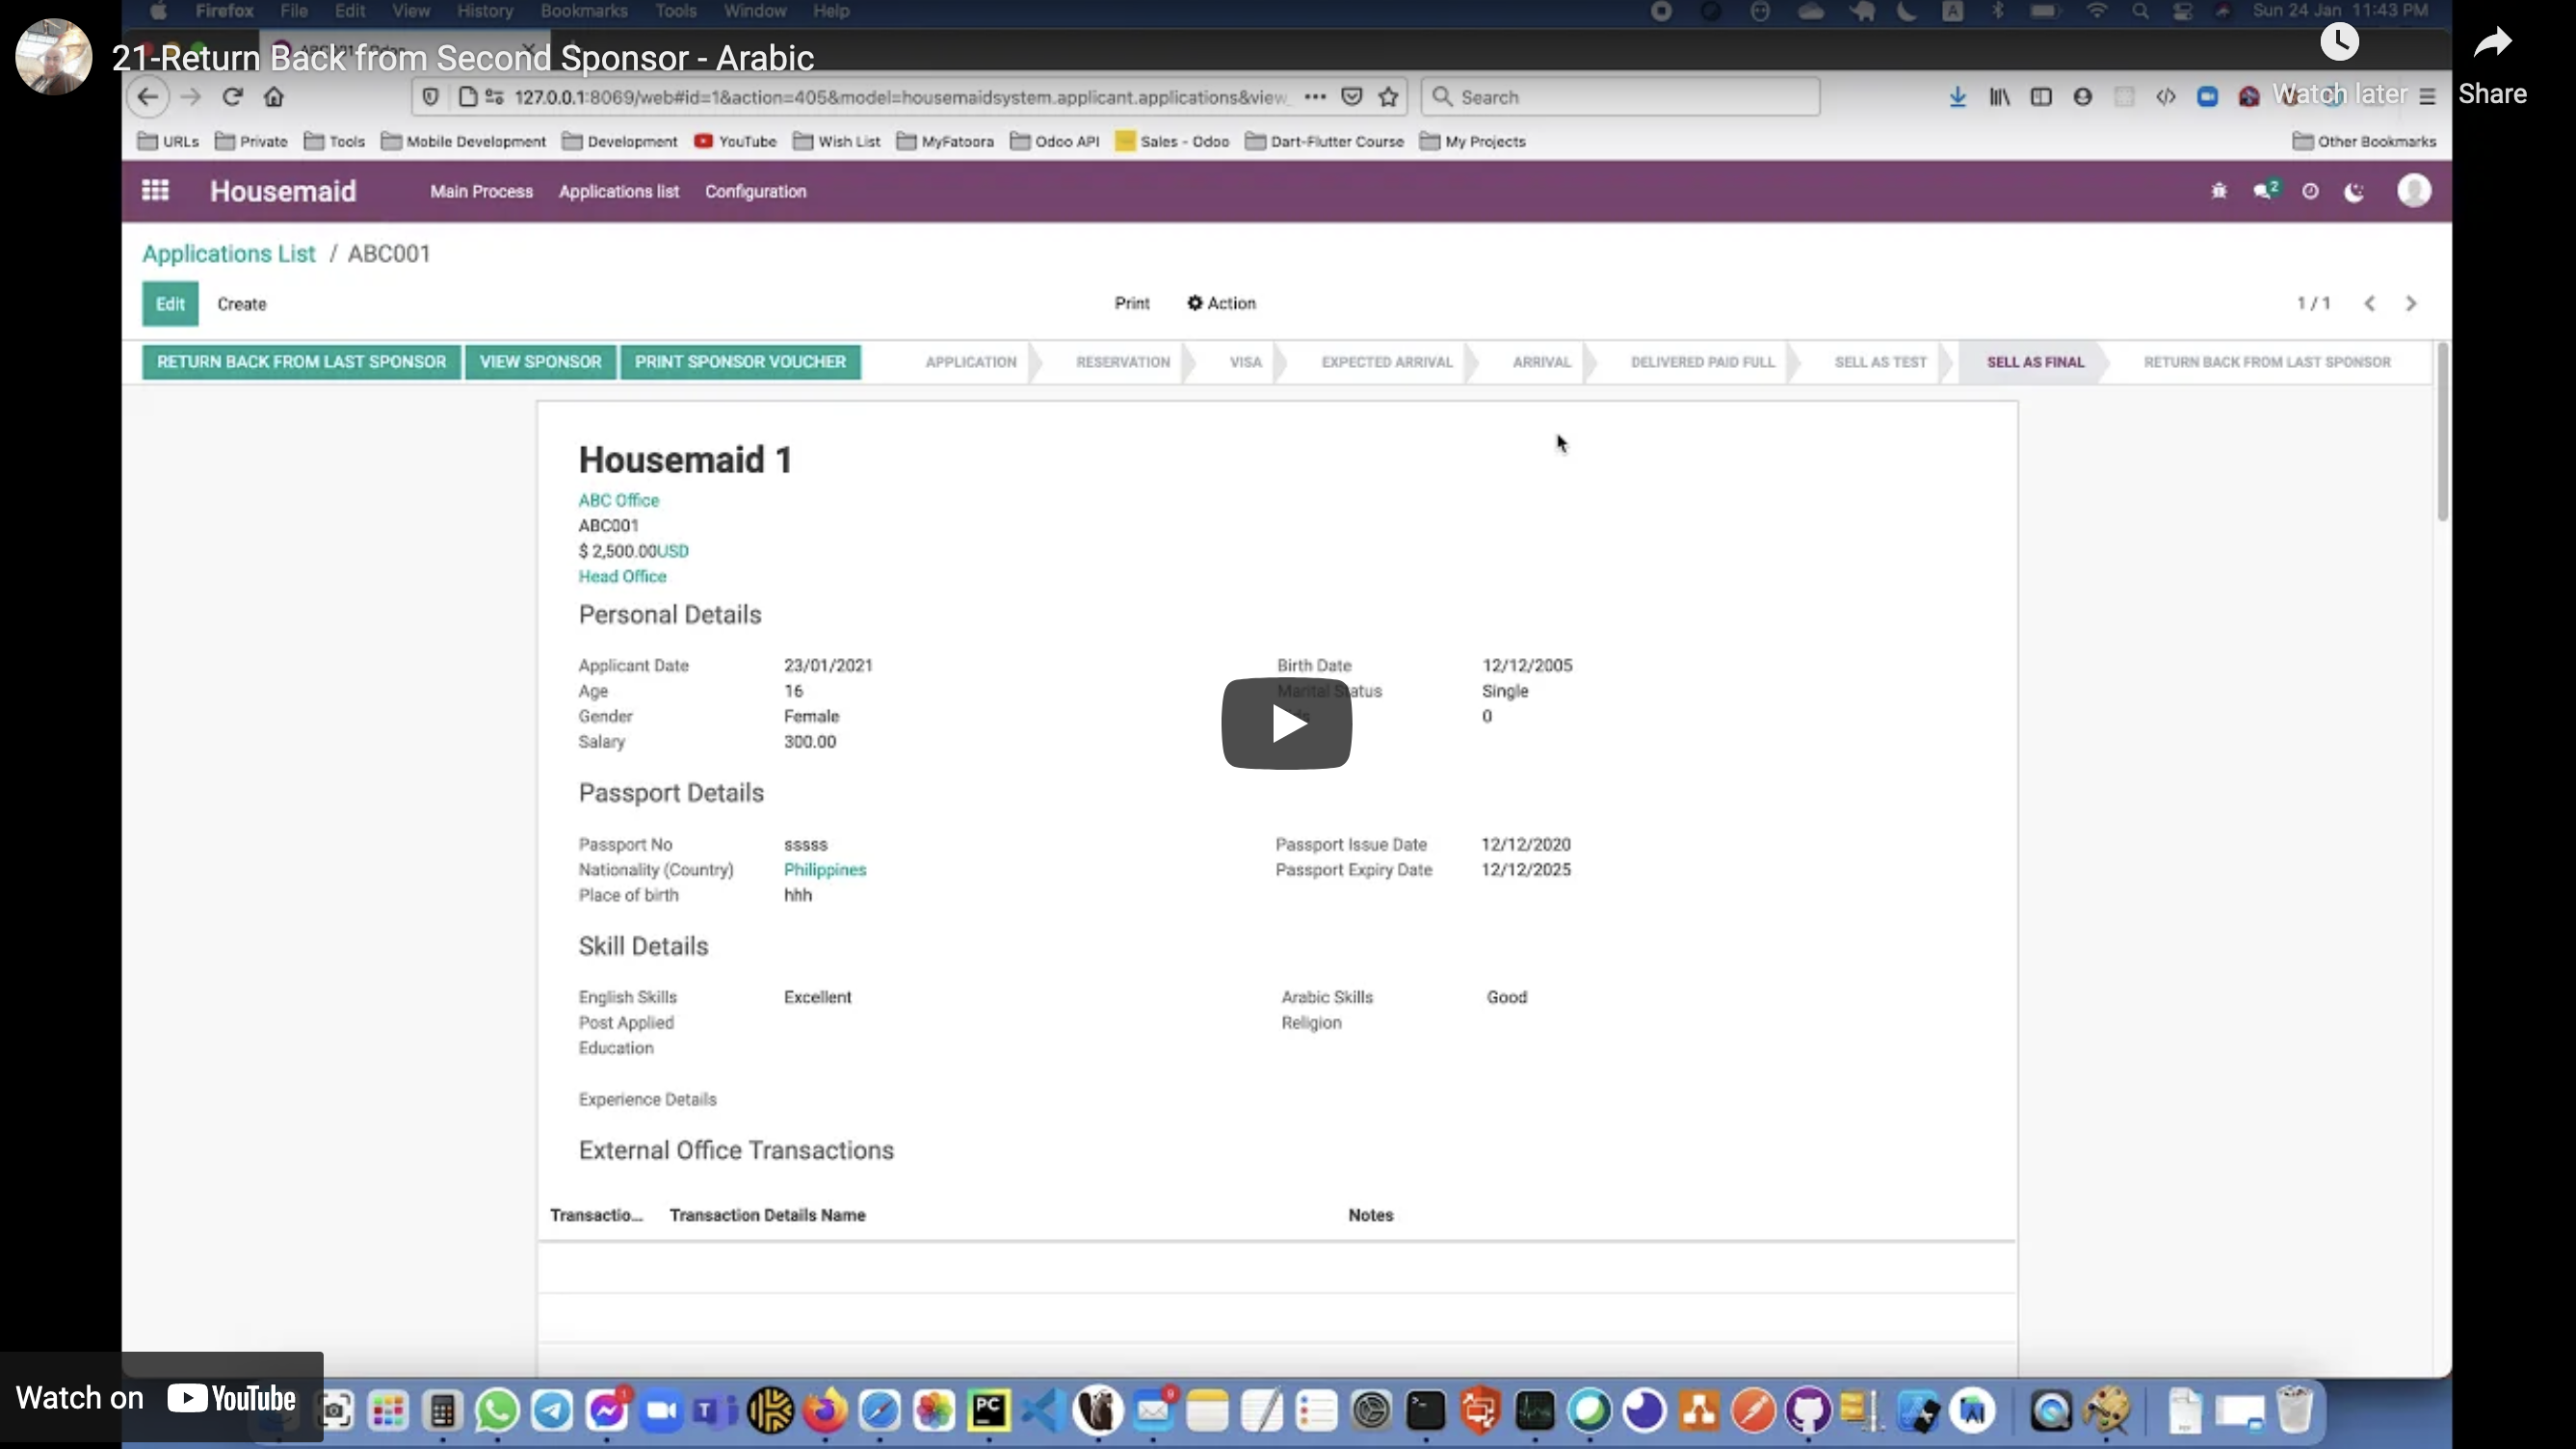 Firefox File Edit View History Bookmarks Tools Window Help
Sun 24 Jan 11:43 PM
21-Return Back from Second Sponsor - Arabic
Watch later
Share
127.0.0.1:8069/web#id=1&action=405&model=housemaidsystem.applicant.applications&view_
Search
URLs Private Tools Mobile Development Development YouTube Wish List MyFatoora Odoo API Sales - Odoo Dart-Flutter Course My Projects Other Bookmarks
Housemaid Main Process Applications list Configuration 2
Applications List / ABC001
Edit Create Print Action 1 / 1
RETURN BACK FROM LAST SPONSOR VIEW SPONSOR PRINT SPONSOR VOUCHER APPLICATION RESERVATION VISA EXPECTED ARRIVAL ARRIVAL DELIVERED PAID FULL SELL AS TEST SELL AS FINAL RETURN BACK FROM LAST SPONSOR
Housemaid 1
ABC Office
ABC001
$ 2,500.00USD
Head Office
Personal Details
Applicant Date 23/01/2021 Birth Date 12/12/2005
Age 16 Marital Status Single
Gender Female 0
Salary 300.00
Passport Details
Passport No sssss Passport Issue Date 12/12/2020
Nationality (Country) Philippines Passport Expiry Date 12/12/2025
Place of birth hhh
Skill Details
English Skills Excellent Arabic Skills Good
Post Applied Religion
Education
Experience Details
External Office Transactions
Transactio... Transaction Details Name Notes
Watch on YouTube